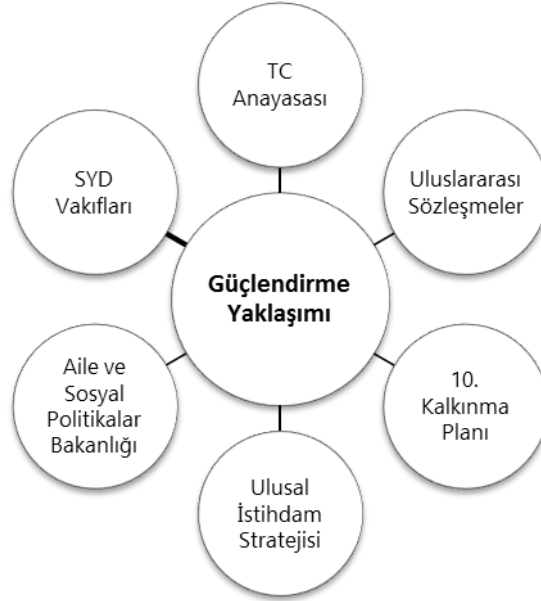 TC
Anayasası
SYD
Vakıfları
Uluslararası
Sözleşmeler
Güçlendirme
Yaklaşımı
Aile ve
Sosyal
Politikalar
Bakanlığı
10.
Kalkınma
Planı
Ulusal
İstihdam
Stratejisi